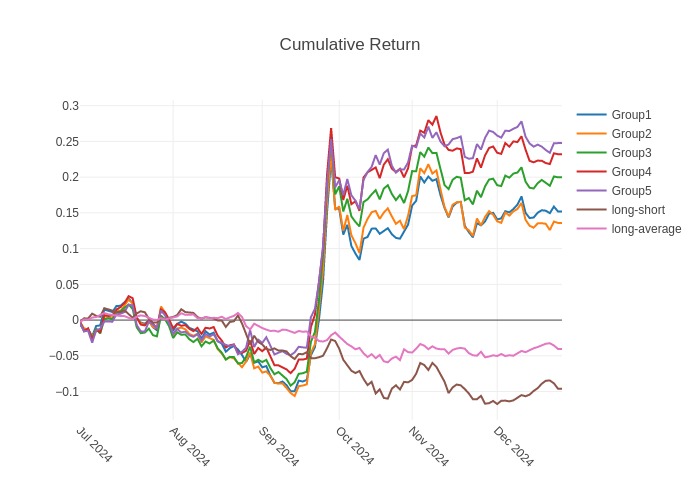 Cumulative Return
0.3
0.25
0.2
0.15
0.1
0.05
0
−0.05
−0.1
Jul 2024
Aug 2024
Sep 2024
Oct 2024
Nov 2024
Dec 2024
Group1
Group2
Group3
Group4
Group5
long-short
long-average